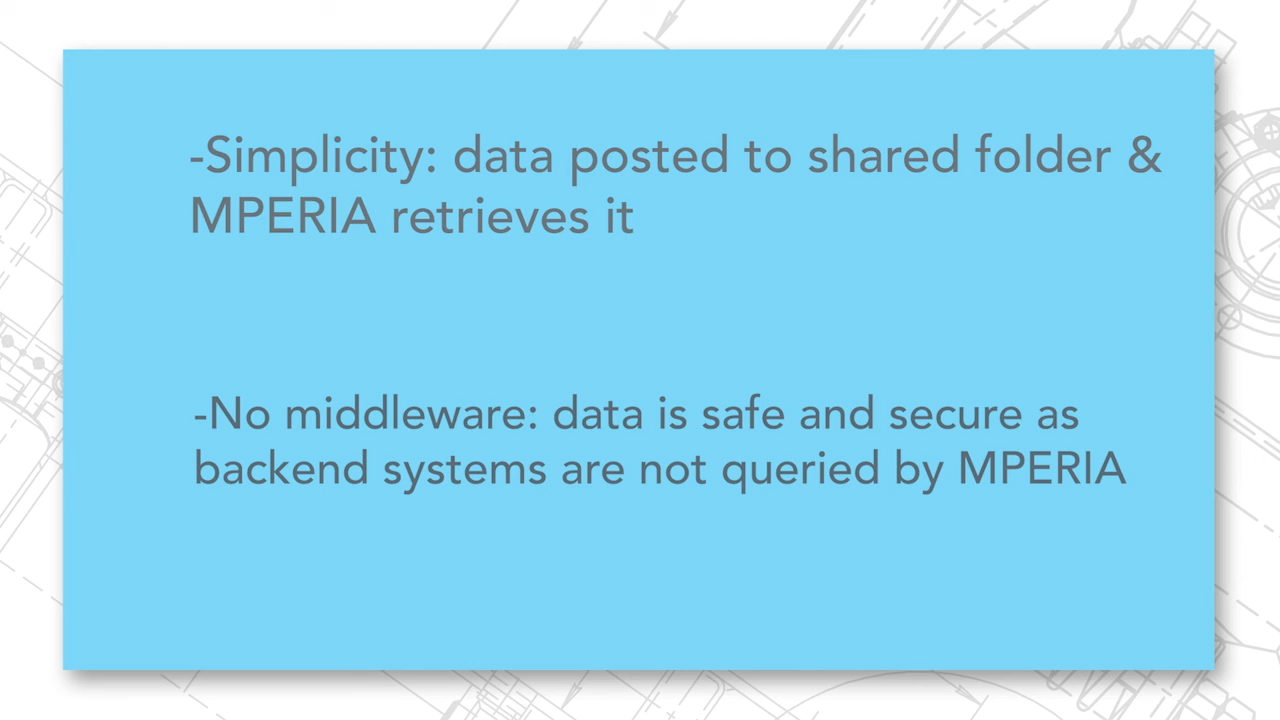 -Simplicity: data posted to shared folder &
MPERIA retrieves it
-No middleware: data is safe and secure as
backend systems are not queried by MPERIA